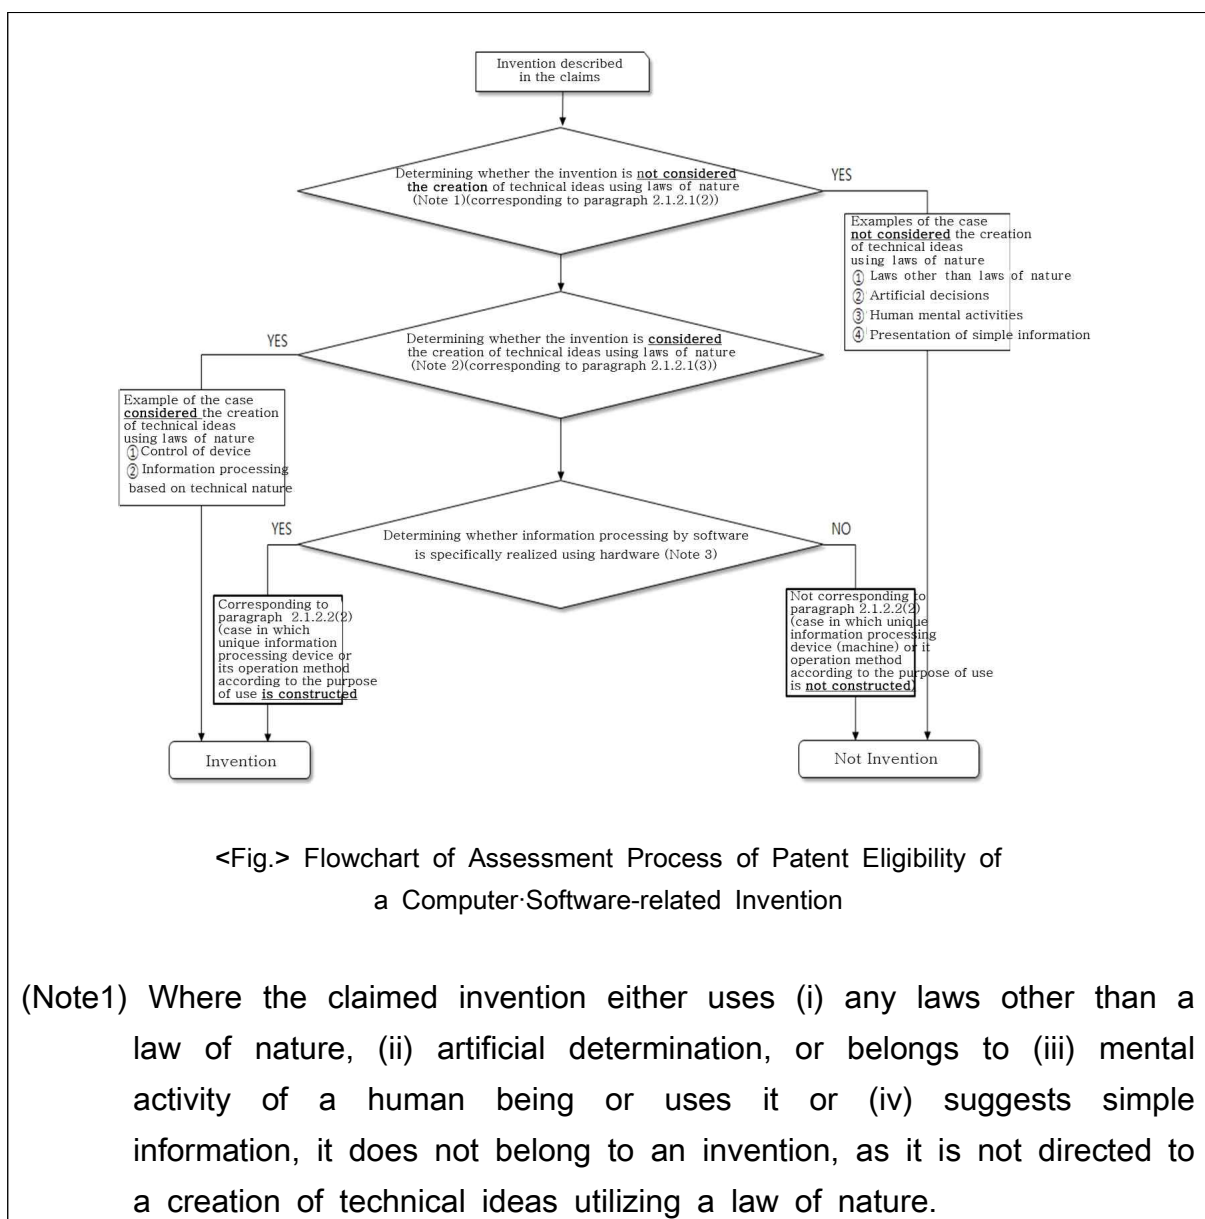 Invention described
in the claims
Determining whether the invention is not considered
the creation of technical ideas using laws of nature
(Note 1)(corresponding to paragraph 2.1.2.1(2))
YES
Examples of the case
not considered the creation
of technical ideas
using laws of nature
① Laws other than laws of nature
② Artificial decisions
③ Human mental activities
④ Presentation of simple information
YES
Determining whether the invention is considered
the creation of technical ideas using laws of nature
(Note 2)(corresponding to paragraph 2.1.2.1(3))
Example of the case
considered the creation
of technical ideas
using laws of nature
① Control of device
② Information processing
based on technical nature
YES
Determining whether information processing by software
is specifically realized using hardware (Note 3)
NO
Corresponding to
paragraph 2.1.2.2(2)
(case in which
unique information
processing device or
its operation method
according to the purpose
of use is constructed
Not corresponding to
paragraph 2.1.2.2(2)
(case in which unique
information processing
device (machine) or it
operation method
according to the purpose of use
is not constructed)
Invention
Not Invention
<Fig.> Flowchart of Assessment Process of Patent Eligibility of
a Computer·Software-related Invention
(Note1) Where the claimed invention either uses (i) any laws other than a
law of nature, (ii) artificial determination, or belongs to (iii) mental
activity of a human being or uses it or (iv) suggests simple
information, it does not belong to an invention, as it is not directed to
a creation of technical ideas utilizing a law of nature.